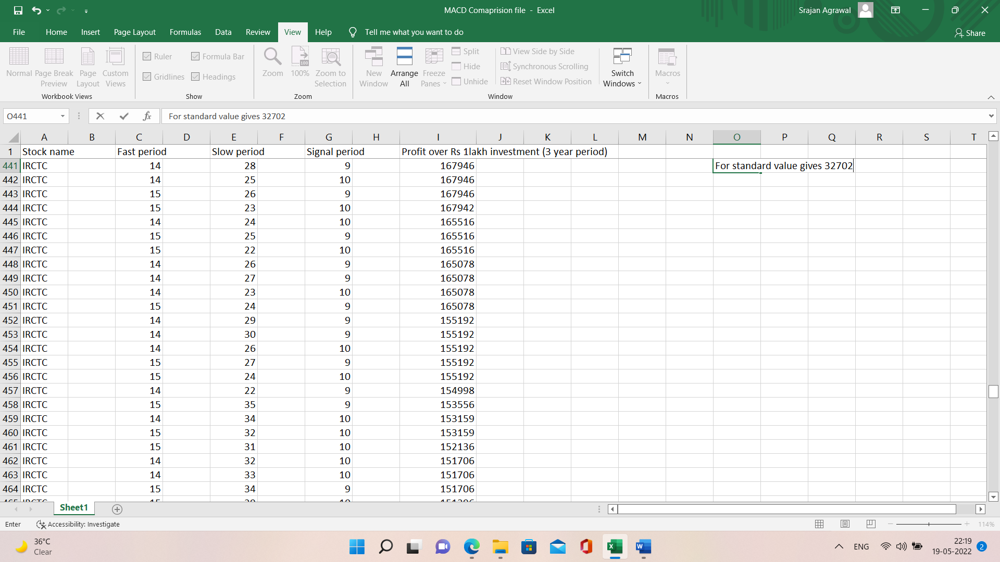 MACD Comaprision file - Excel
Srajan Agrawal
File Home Insert Page Layout Formulas Data Review View Help Tell me what you want to do Share
Normal Page Break Preview Page Layout Custom Views
Workbook Views
Ruler Formula Bar
Gridlines Headings
Show
Zoom 100% Zoom to Selection
Zoom
New Window Arrange All Freeze Panes
Split
Hide
Unhide
View Side by Side
Synchronous Scrolling
Reset Window Position
Switch Windows
Window
Macros
Macros
O441 fx For standard value gives 32702
A B C D E F G H I J K L M N O P Q R S T
1 Stock name Fast period Slow period Signal period Profit over Rs 1lakh investment (3 year period)
441 IRCTC 14 28 9 167946 For standard value gives 32702
442 IRCTC 14 25 10 167946
443 IRCTC 15 26 9 167946
444 IRCTC 15 23 10 167942
445 IRCTC 14 24 10 165516
446 IRCTC 15 25 9 165516
447 IRCTC 15 22 10 165516
448 IRCTC 14 26 9 165078
449 IRCTC 14 27 9 165078
450 IRCTC 14 23 10 165078
451 IRCTC 15 24 9 165078
452 IRCTC 14 29 9 155192
453 IRCTC 14 30 9 155192
454 IRCTC 14 26 10 155192
455 IRCTC 15 27 9 155192
456 IRCTC 15 24 10 155192
457 IRCTC 14 22 9 154998
458 IRCTC 15 35 9 153556
459 IRCTC 14 34 10 153159
460 IRCTC 15 32 10 153159
461 IRCTC 15 31 10 152136
462 IRCTC 14 32 10 151706
463 IRCTC 14 33 10 151706
464 IRCTC 15 34 9 151706
Sheet1
Enter Accessibility: Investigate 114%
36°C
Clear
ENG
22:19
19-05-2022
2